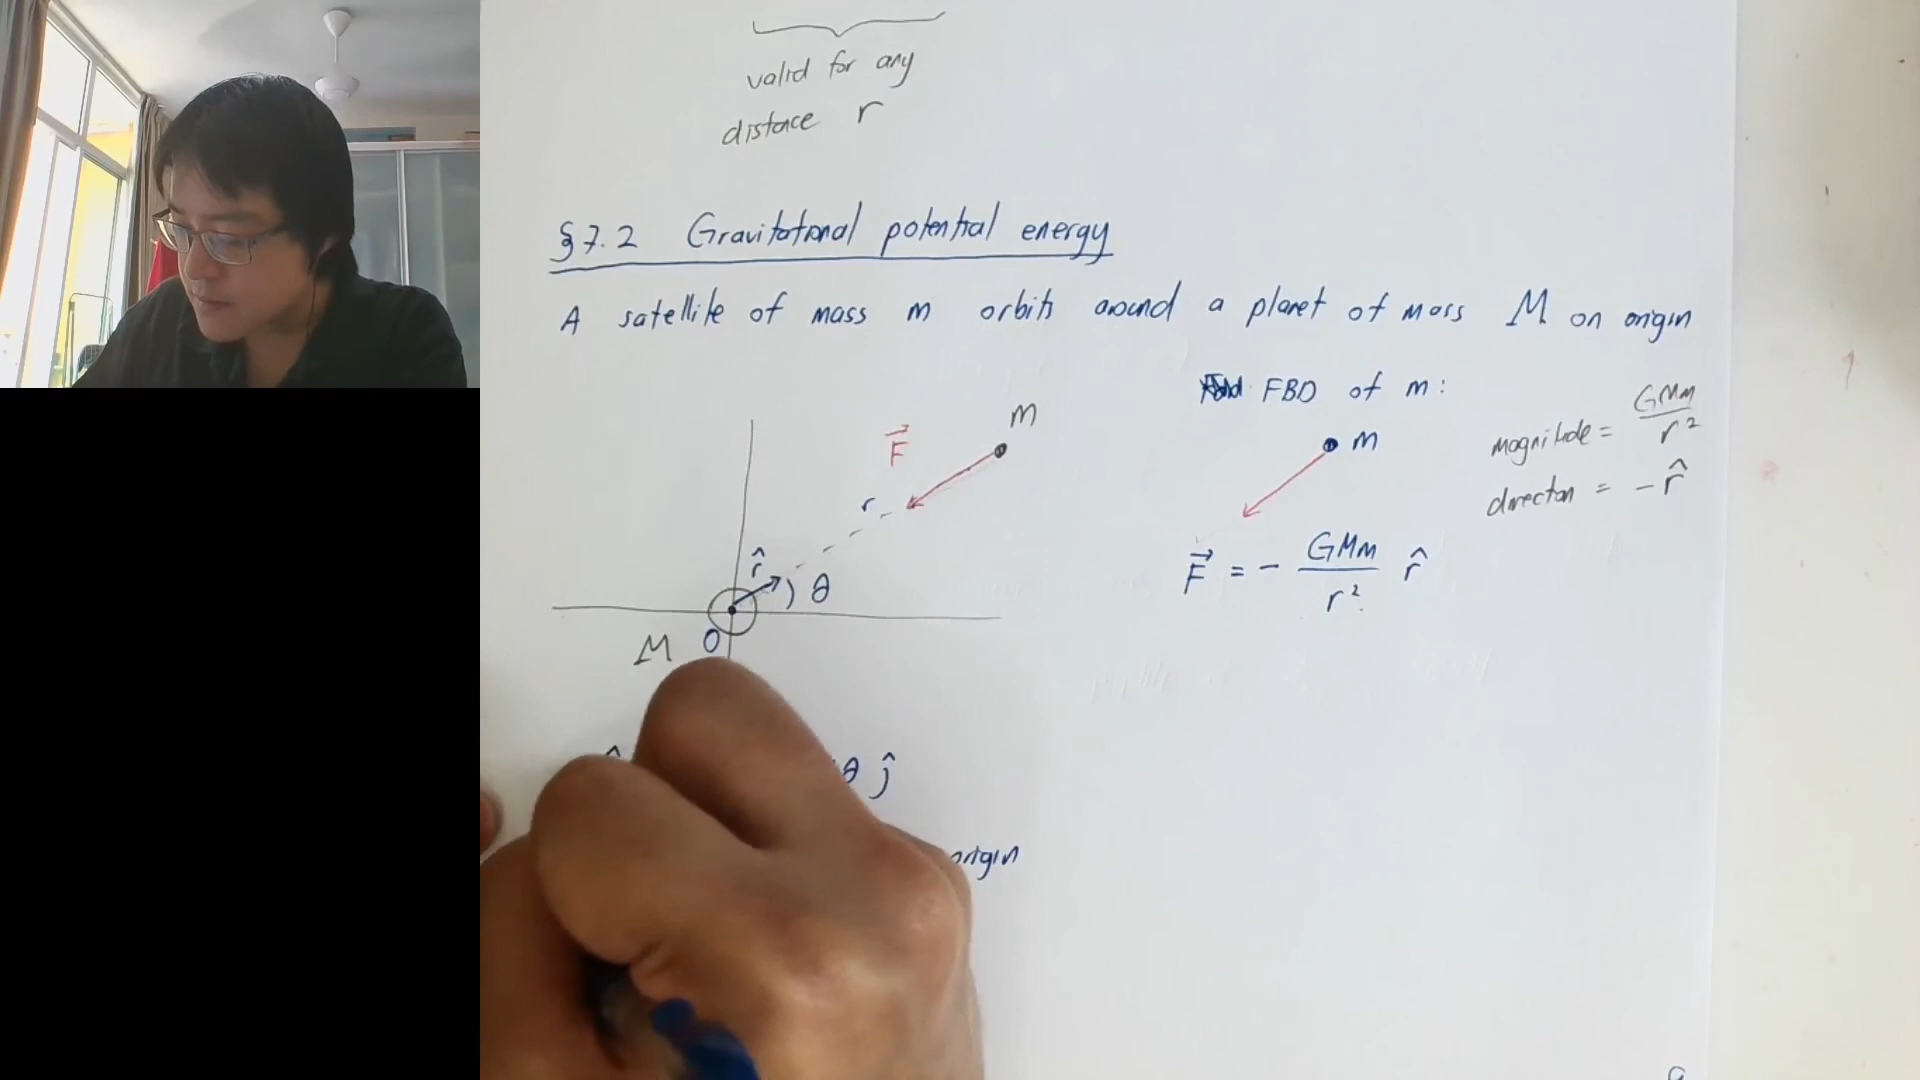 valid for any
distance r
§7.2 Gravitational potential energy
A satellite of mass m orbits around a planet of mass M on origin
FBD of m:
m
F⃗
r
r̂
θ
M O
m
magnitude = GMm / r²
direction = - r̂
F⃗ = - GMm / r² r̂
θ ĵ
origin